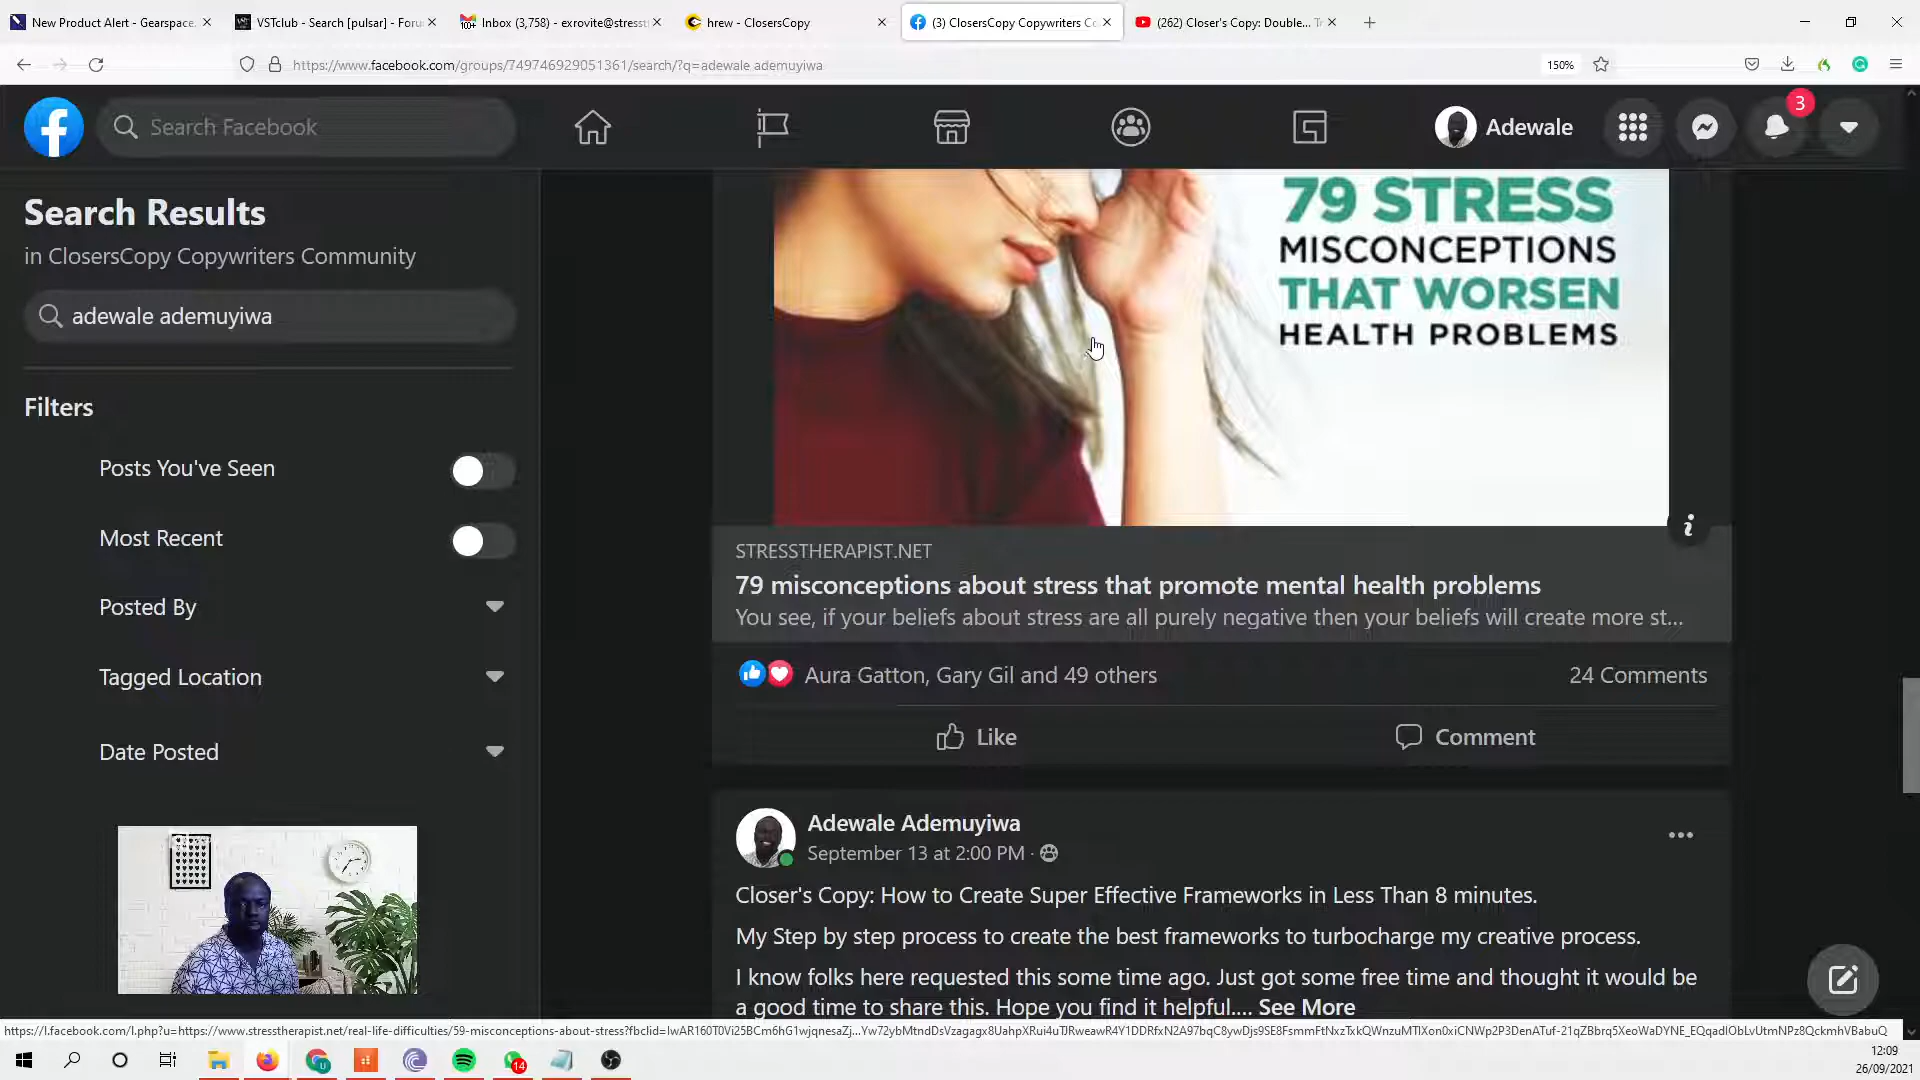 New Product Alert - Gearspace.
VSTclub - Search [pulsar] - Foru
100+
Inbox (3,758) - exrovite@stresst
hrew - ClosersCopy
(3) ClosersCopy Copywriters Co
(262) Closer's Copy: Double... Tr
https://www.facebook.com/groups/749746929051361/search/?q=adewale ademuyiwa
150%
Search Facebook
Adewale
3
Search Results
in ClosersCopy Copywriters Community
adewale ademuyiwa
Filters
Posts You've Seen
Most Recent
Posted By
Tagged Location
Date Posted
79 STRESS
MISCONCEPTIONS
THAT WORSEN
HEALTH PROBLEMS
STRESSTHERAPIST.NET
79 misconceptions about stress that promote mental health problems
You see, if your beliefs about stress are all purely negative then your beliefs will create more st...
Aura Gatton, Gary Gil and 49 others
24 Comments
Like
Comment
Adewale Ademuyiwa
September 13 at 2:00 PM ·
Closer's Copy: How to Create Super Effective Frameworks in Less Than 8 minutes.
My Step by step process to create the best frameworks to turbocharge my creative process.
I know folks here requested this some time ago. Just got some free time and thought it would be
a good time to share this. Hope you find it helpful.... See More
14
12:09
26/09/2021